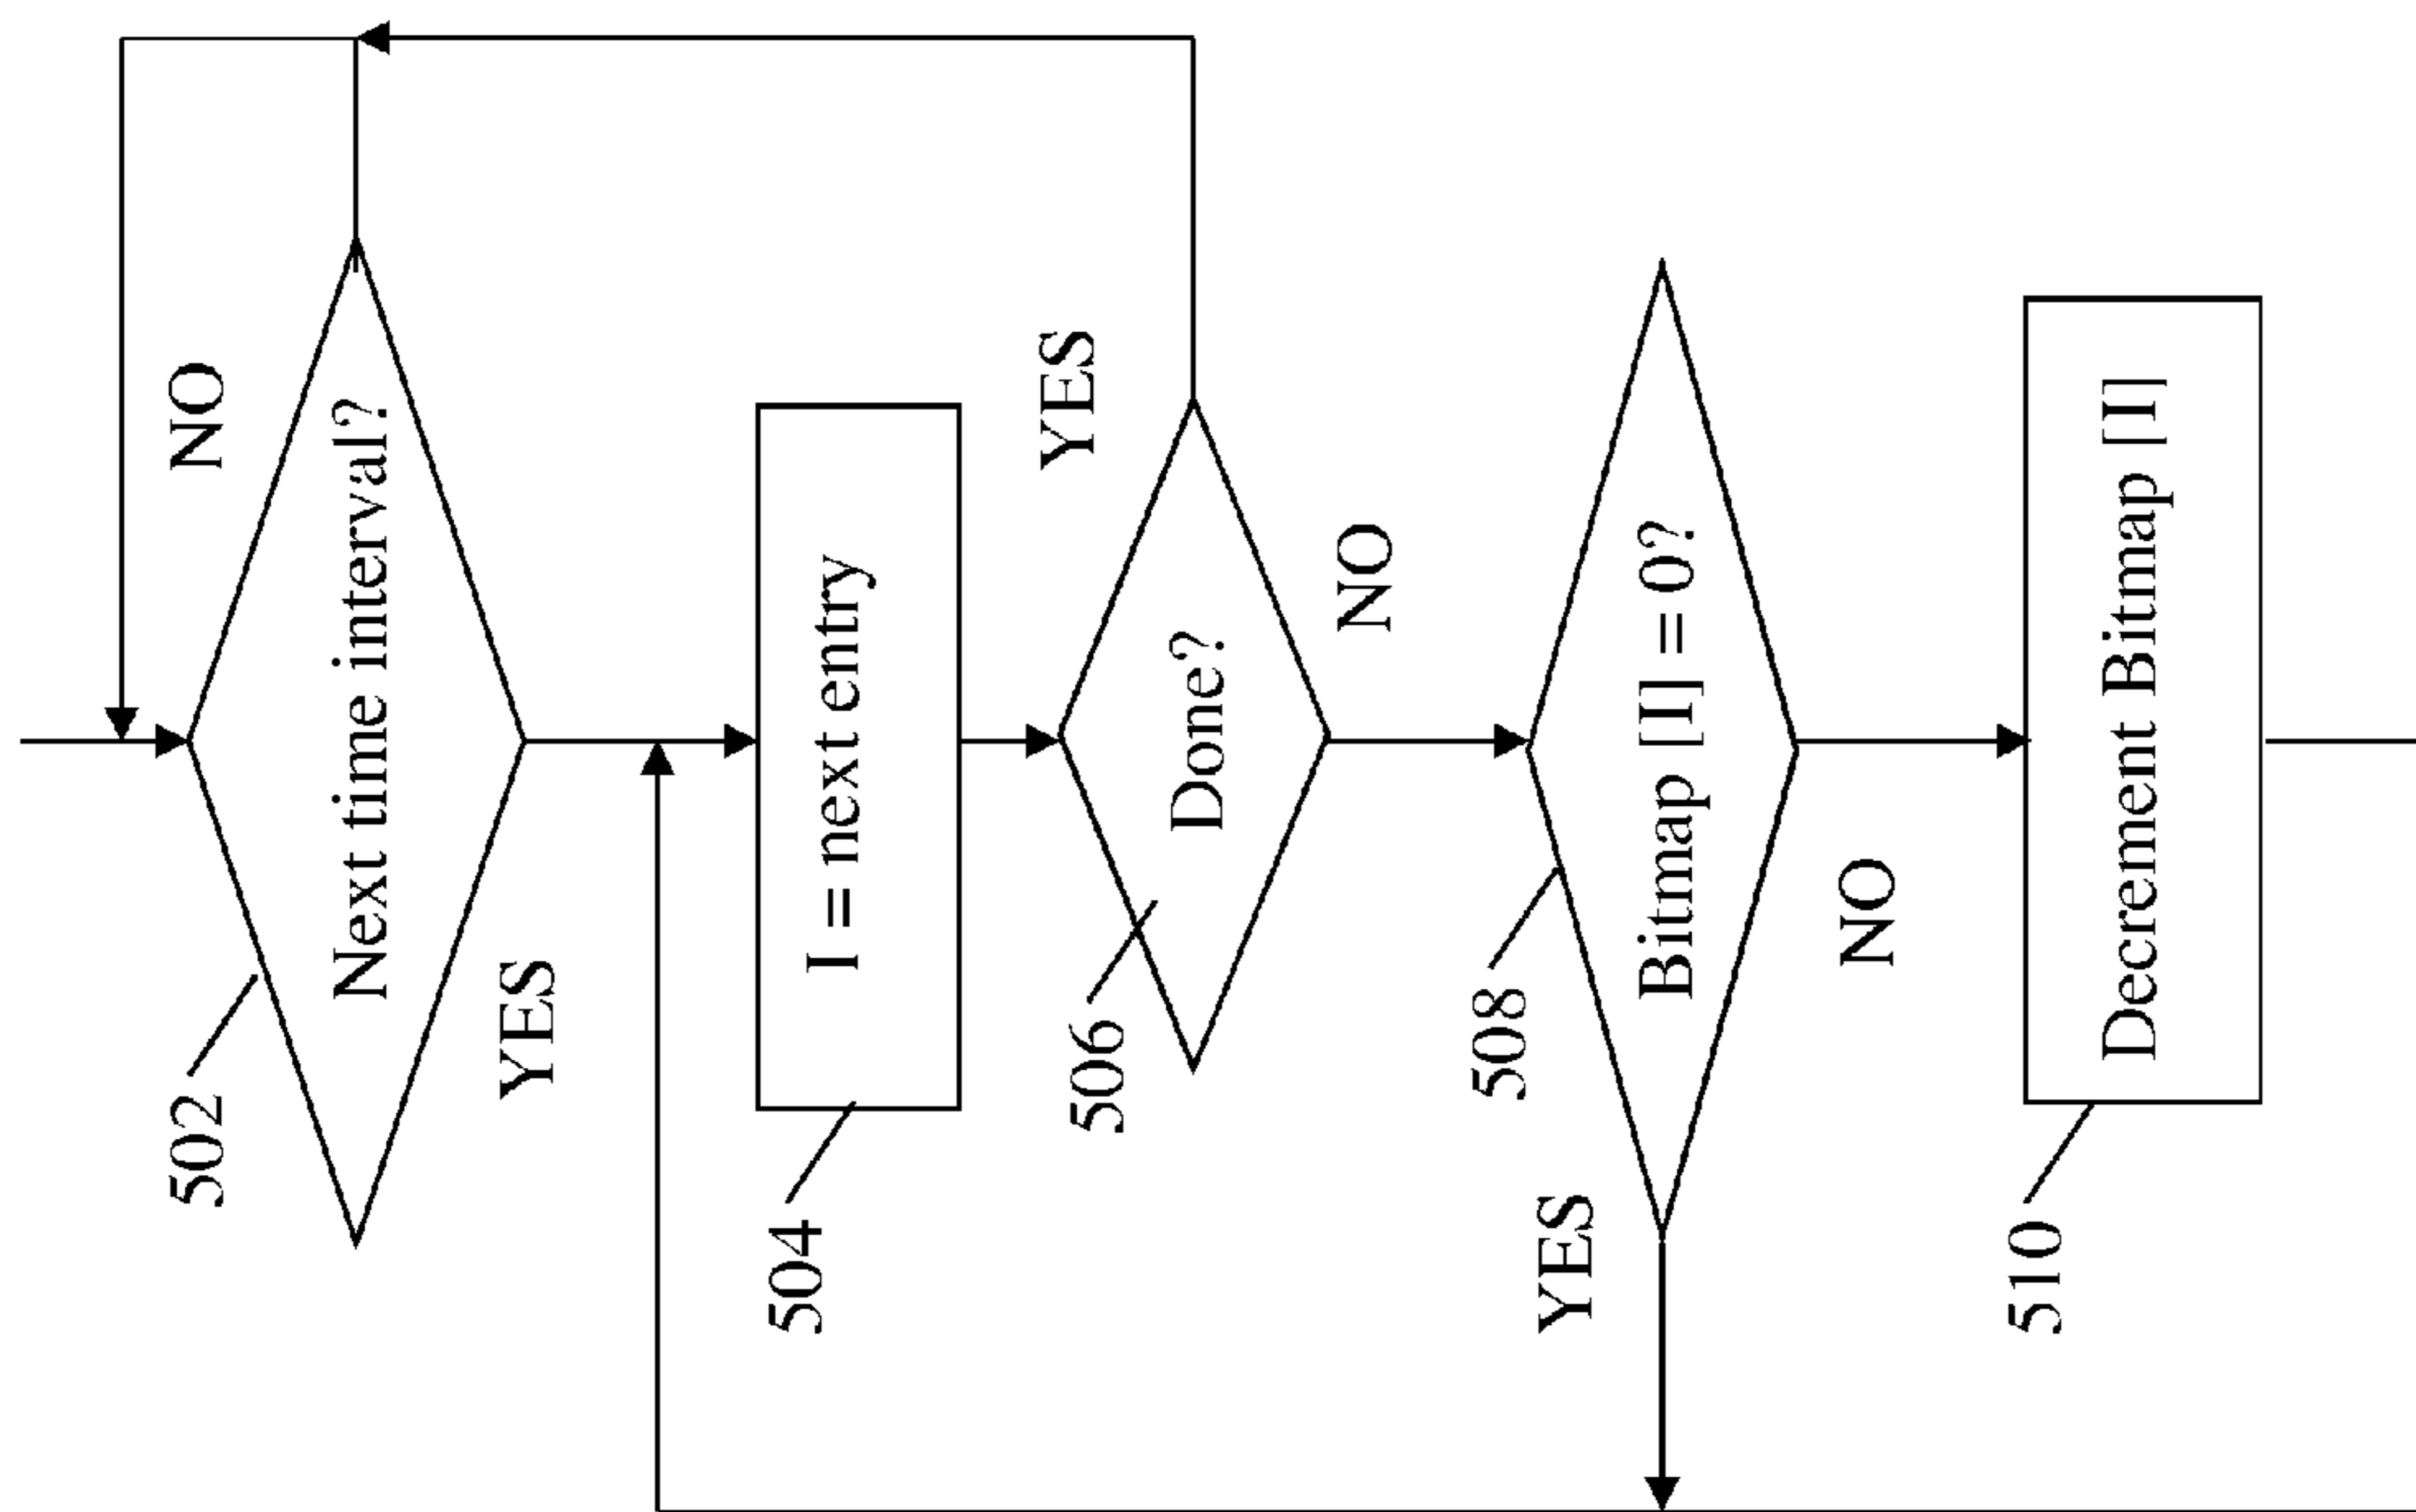 502
Next time interval?
NO
YES
504
I = next entry
506
Done?
YES
NO
508
Bitmap [I] = 0?
YES
NO
510
Decrement Bitmap [I]